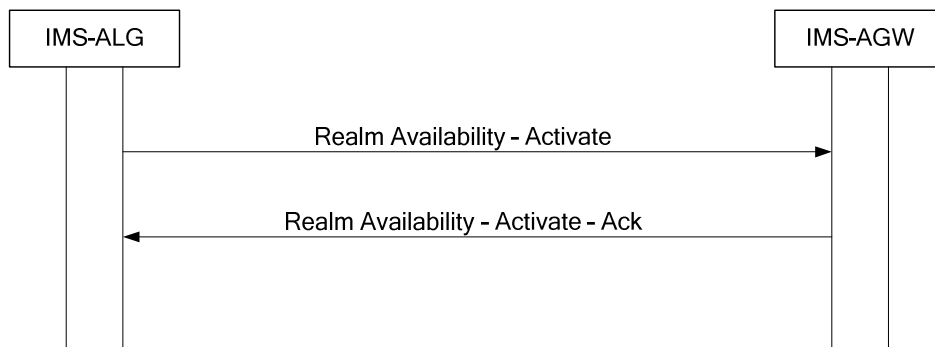 IMS-ALG
IMS-AGW
Realm Availability - Activate
Realm Availability - Activate - Ack